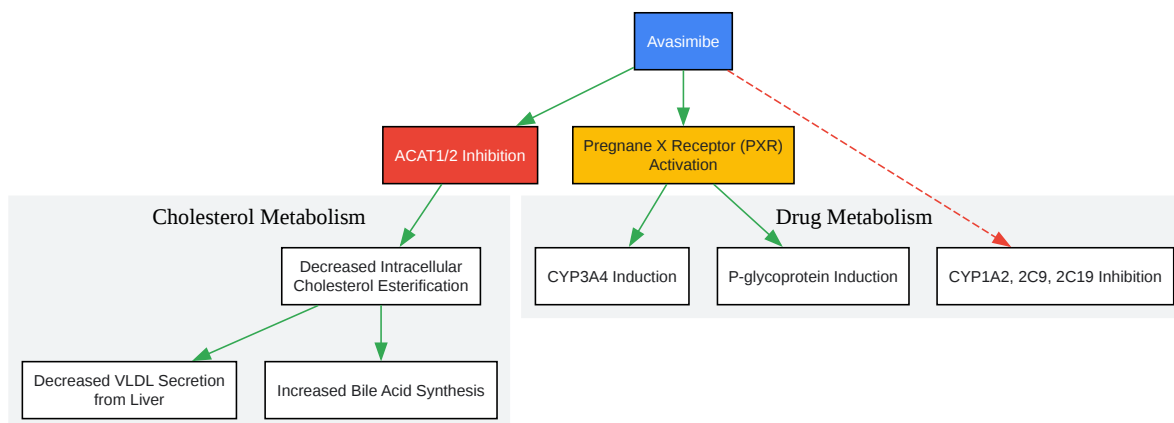 Avasimibe
ACAT1/2 Inhibition
Pregnane X Receptor (PXR)
Activation
Cholesterol Metabolism
Drug Metabolism
Decreased Intracellular
Cholesterol Esterification
CYP3A4 Induction
P-glycoprotein Induction
CYP1A2, 2C9, 2C19 Inhibition
Decreased VLDL Secretion
from Liver
Increased Bile Acid Synthesis